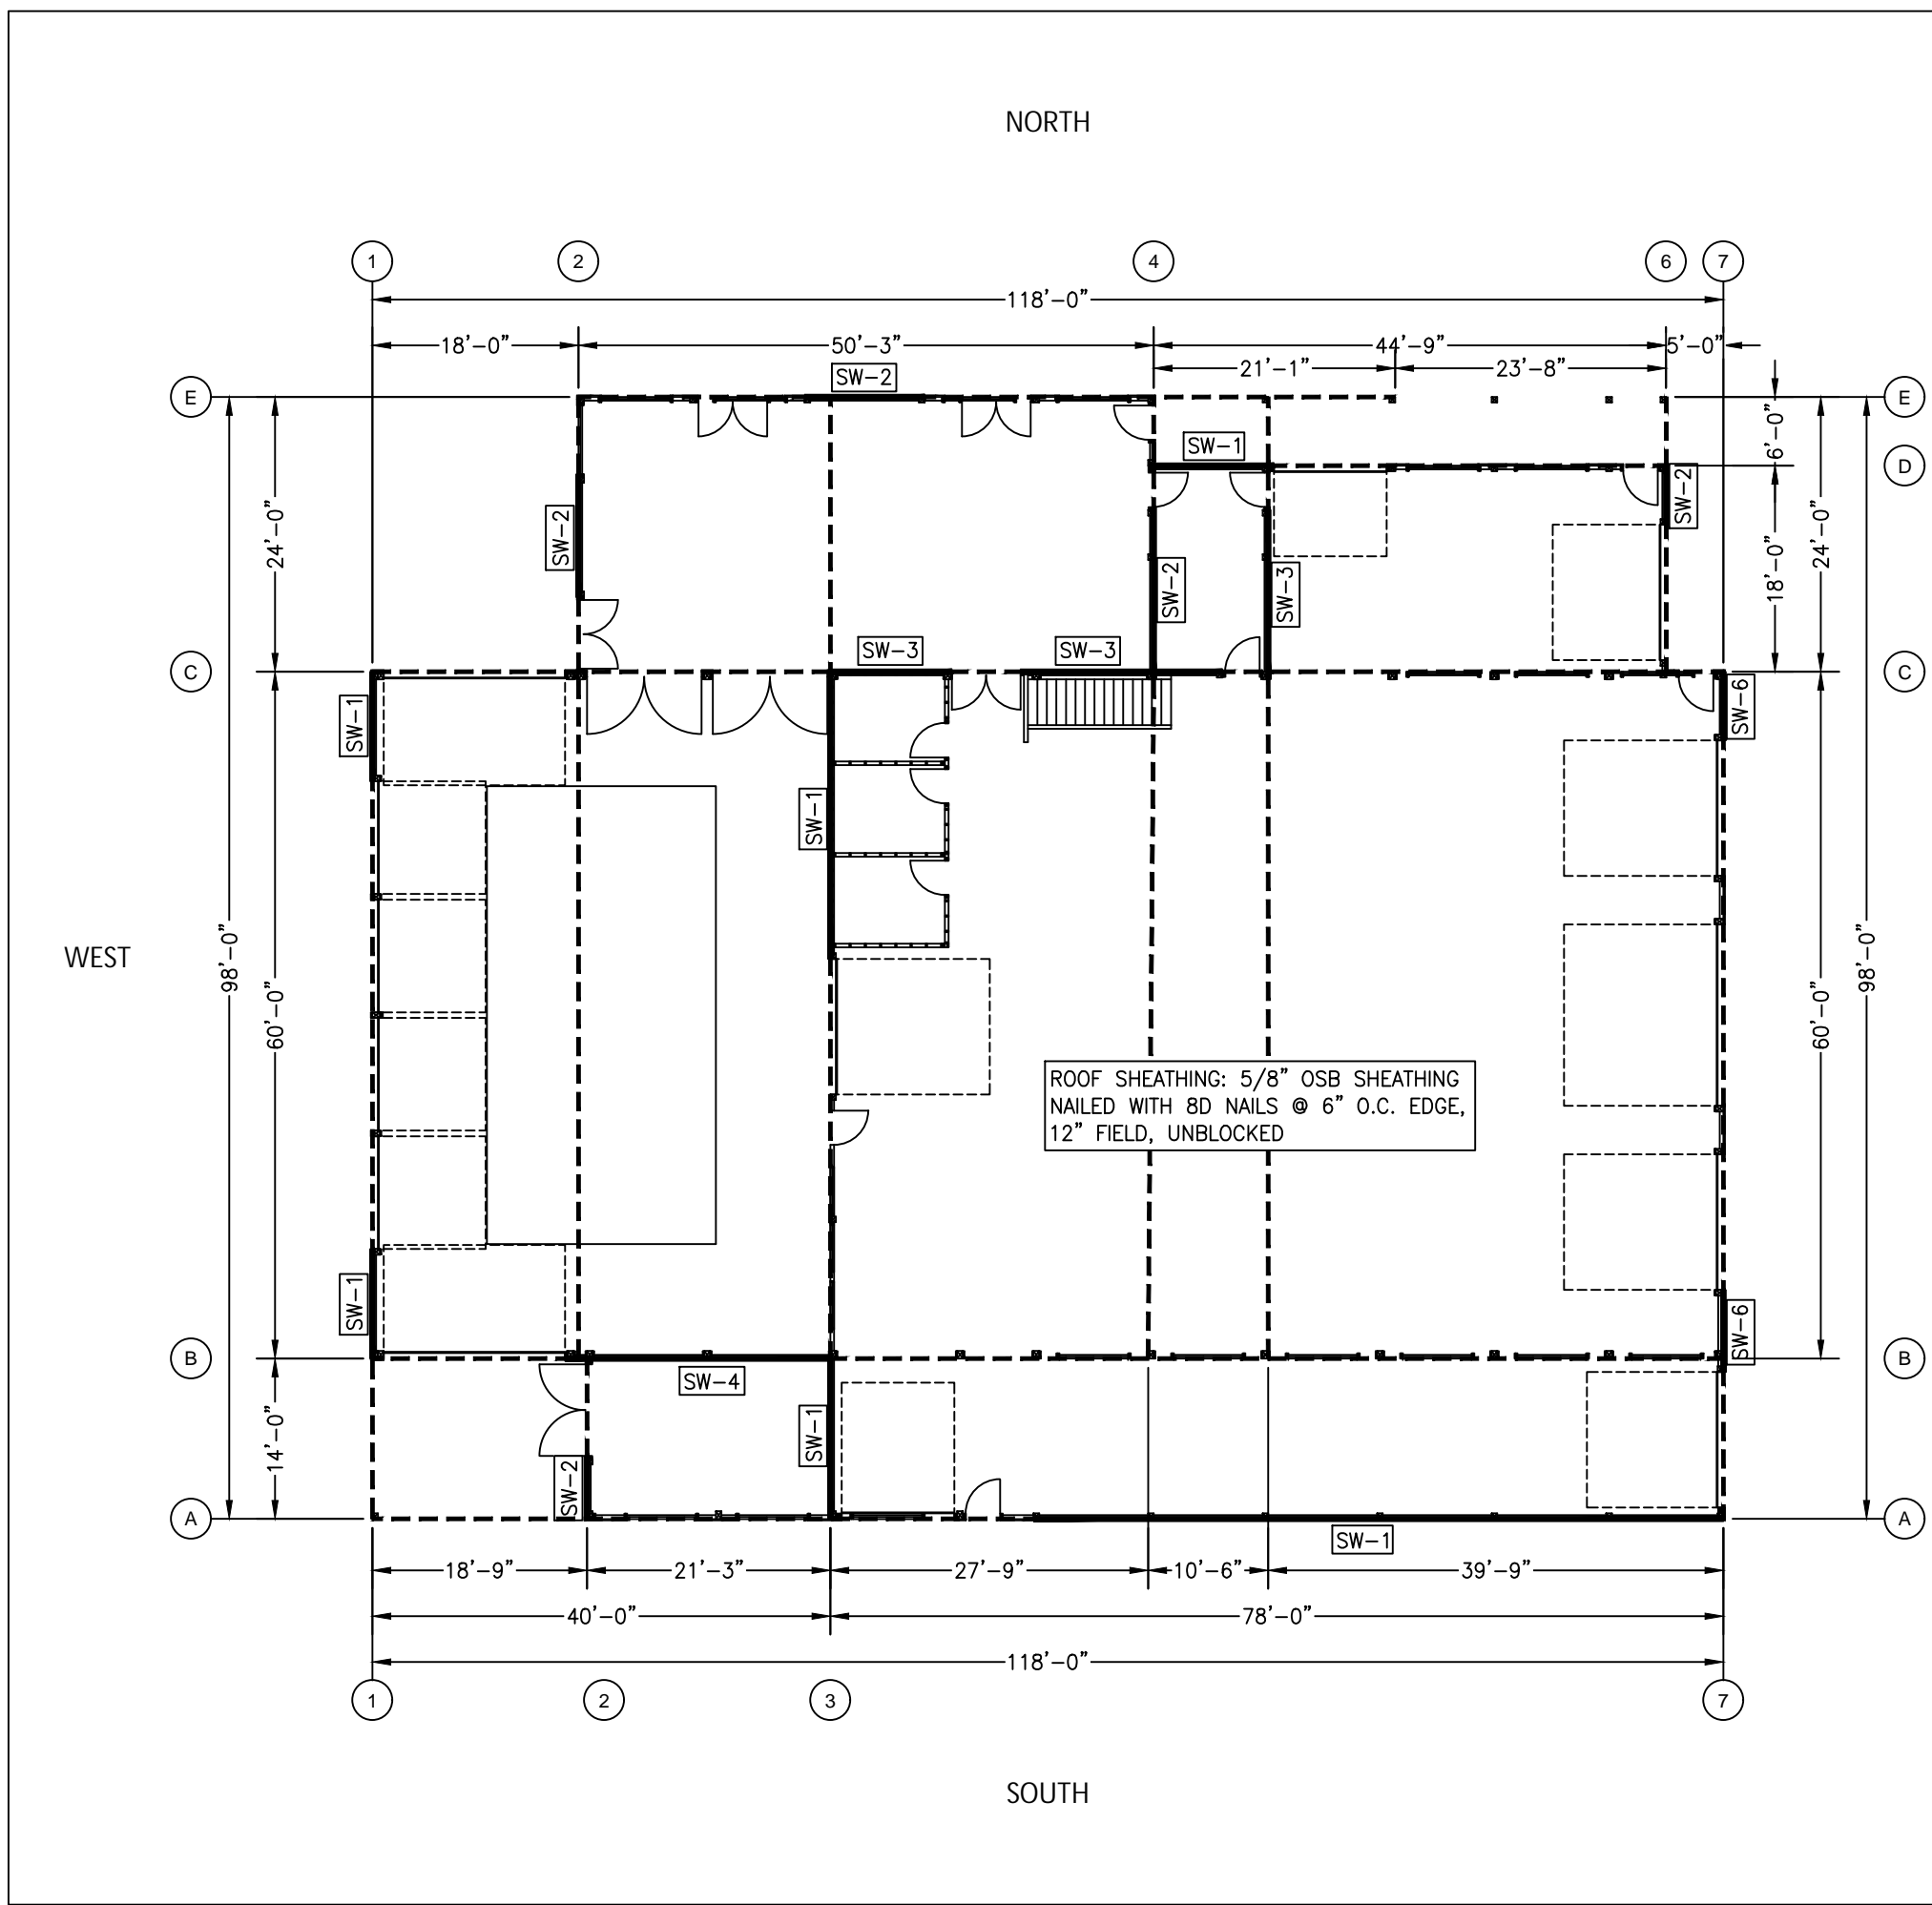 NORTH
1
2
4
6
7
118'-0"
18'-0"
50'-3"
44'-9"
5'-0"
21'-1"
23'-8"
SW-2
E
E
6'-0"
SW-1
D
SW-2
SW-2
24'-0"
18'-0"
24'-0"
SW-2
SW-3
SW-3
SW-3
C
C
SW-1
SW-6
SW-1
WEST
98'-0"
60'-0"
60'-0"
98'-0"
ROOF SHEATHING: 5/8" OSB SHEATHING
NAILED WITH 8D NAILS @ 6" O.C. EDGE,
12" FIELD, UNBLOCKED
SW-1
SW-6
B
B
SW-4
14'-0"
SW-1
SW-2
A
A
SW-1
18'-9"
21'-3"
27'-9"
10'-6"
39'-9"
40'-0"
78'-0"
118'-0"
1
2
3
7
SOUTH